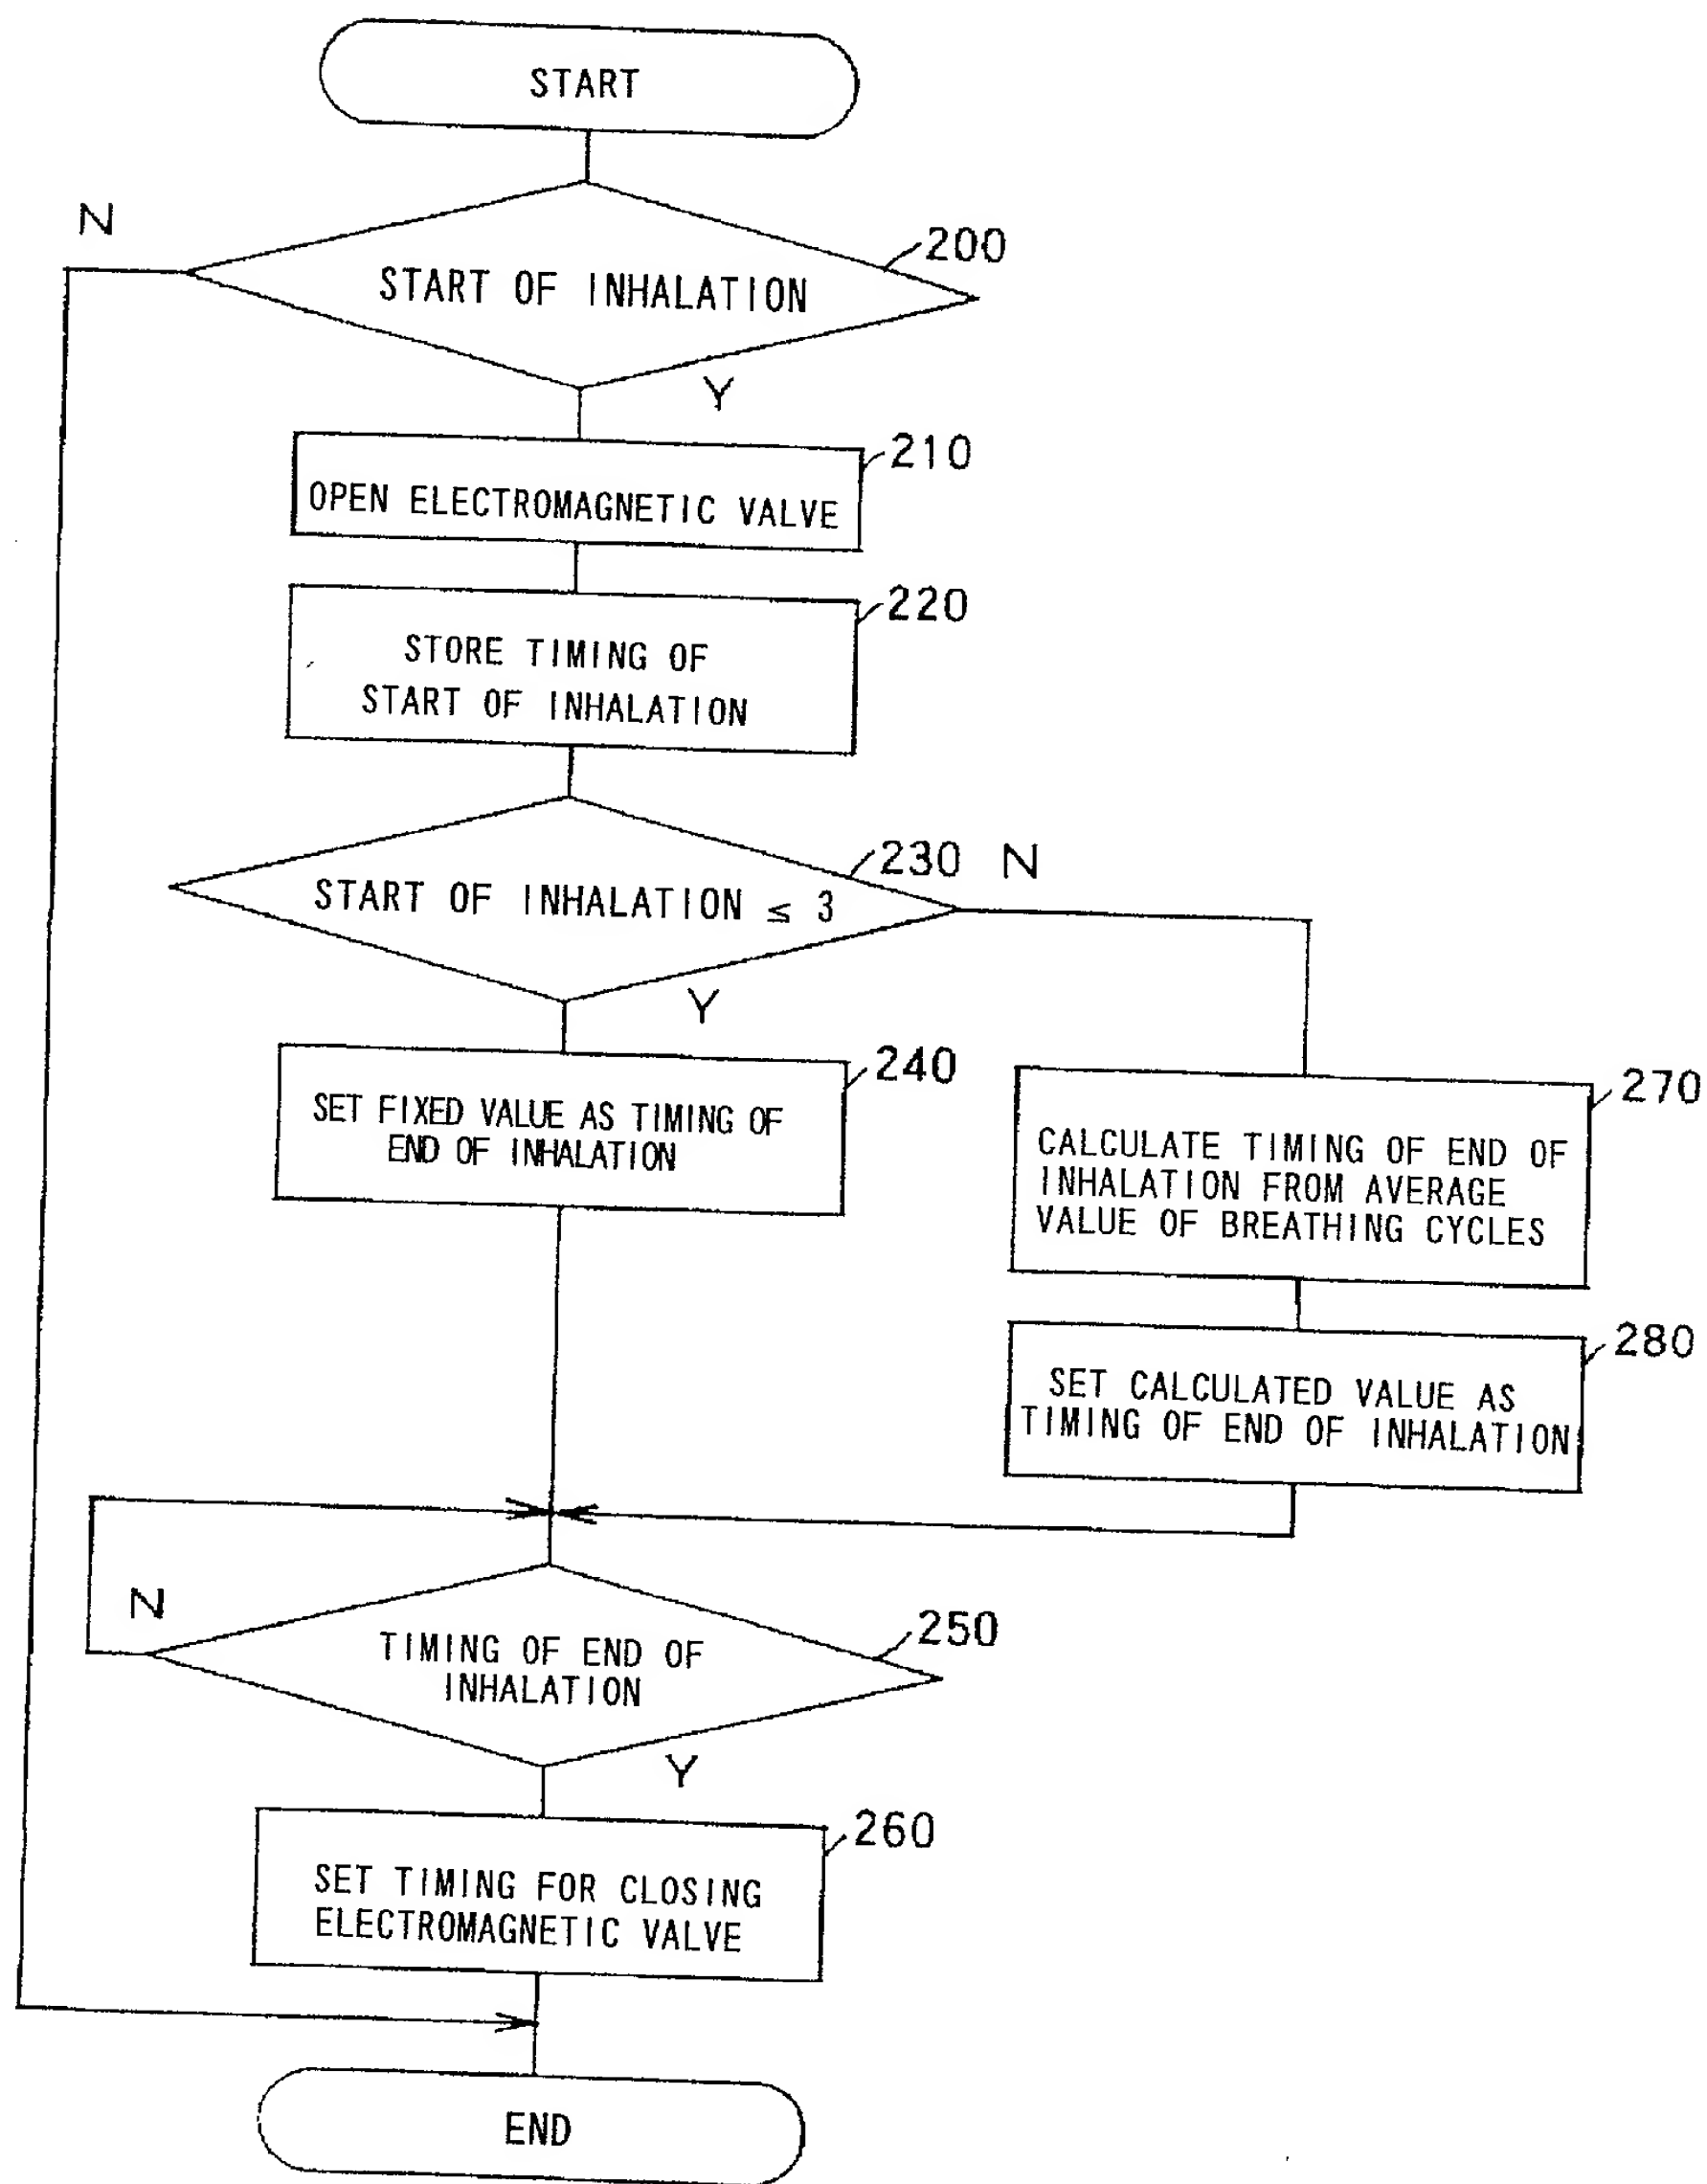 START
N
200
START OF INHALATION
Y
210
OPEN ELECTROMAGNETIC VALVE
220
STORE TIMING OF
START OF INHALATION
230
N
START OF INHALATION ≤ 3
Y
240
SET FIXED VALUE AS TIMING OF
END OF INHALATION
270
CALCULATE TIMING OF END OF
INHALATION FROM AVERAGE
VALUE OF BREATHING CYCLES
280
SET CALCULATED VALUE AS
TIMING OF END OF INHALATION
N
250
TIMING OF END OF
INHALATION
Y
260
SET TIMING FOR CLOSING
ELECTROMAGNETIC VALVE
END